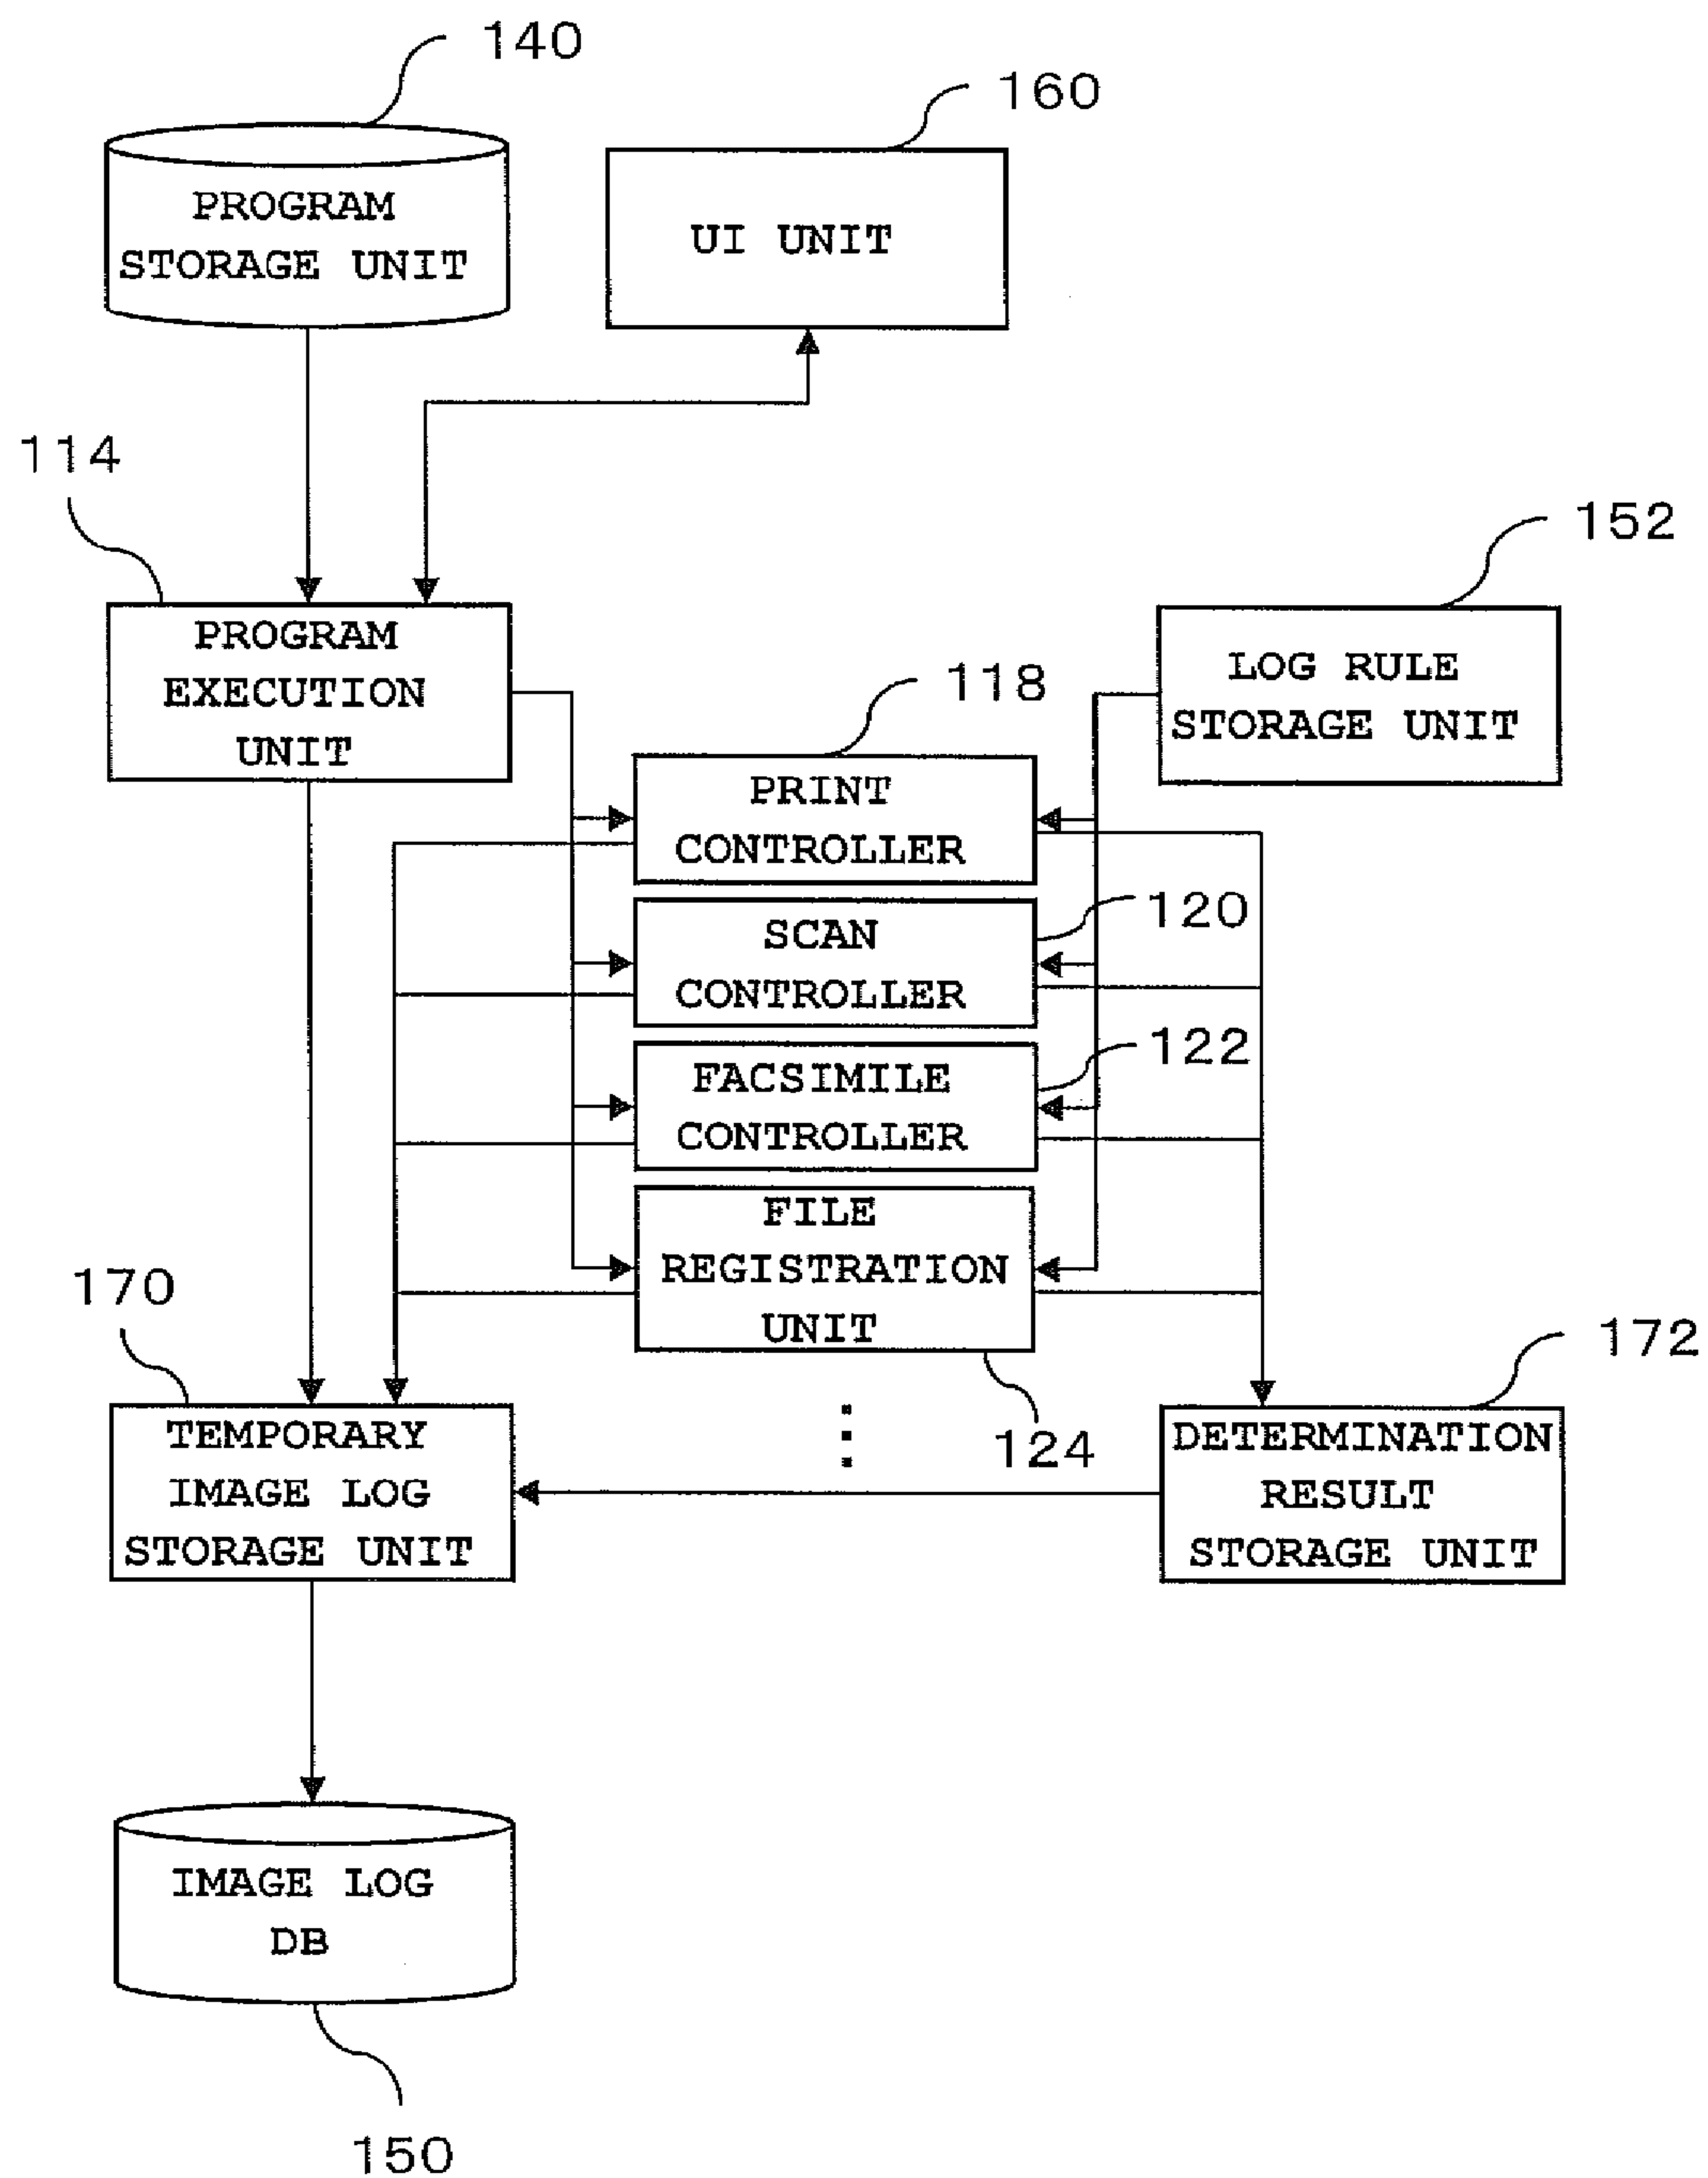 140
160
PROGRAM
STORAGE UNIT
UI UNIT
114
152
PROGRAM
EXECUTION
UNIT
LOG RULE
STORAGE UNIT
118
PRINT
CONTROLLER
120
SCAN
CONTROLLER
122
FACSIMILE
CONTROLLER
FILE
REGISTRATION
UNIT
124
170
172
TEMPORARY
IMAGE LOG
STORAGE UNIT
DETERMINATION
RESULT
STORAGE UNIT
IMAGE LOG
DB
150